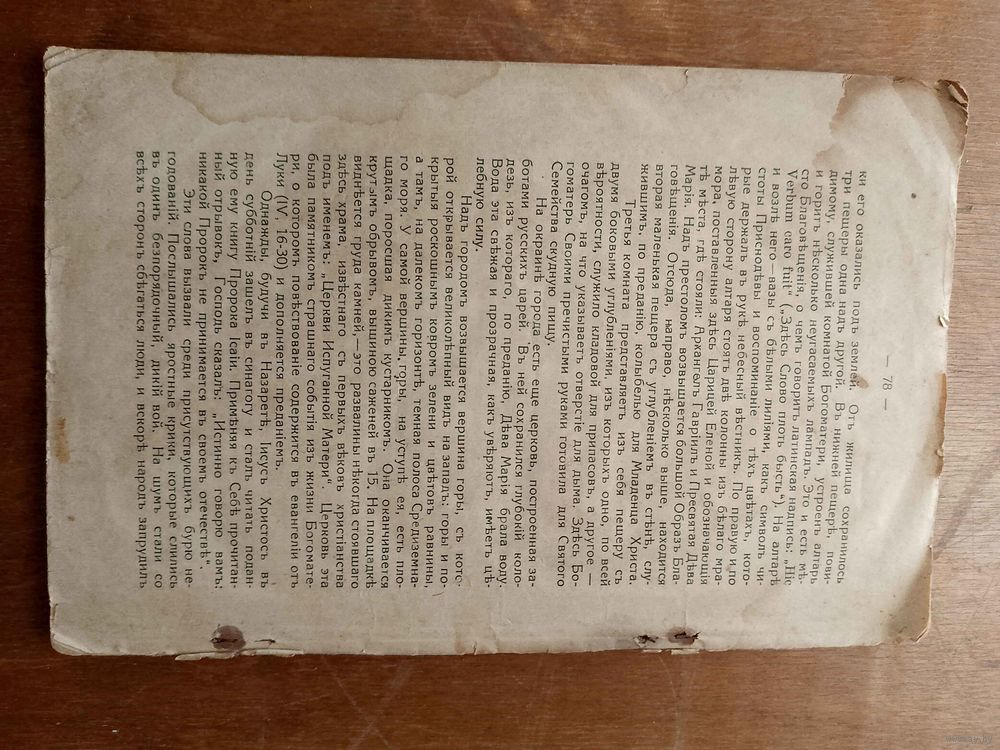 — 78 —
ки его оказались подъ землей. Отъ жилища сохранилось
три пещеры одна надъ другой. Въ нижней пещерѣ, пови-
димому, служившей комнатой Богоматери, устроенъ алтарь
и горитъ нѣсколько неугасаемыхъ лампадъ. Это и есть мѣ-
сто Благовѣщенія, о чемъ говоритъ латинская надпись: „Hic
Verbum caro fuit“ („Здѣсь Слово плоть бысть“). На алтарѣ
и возлѣ него—вазы съ бѣлыми лиліями, какъ символъ чи-
стоты Приснодѣвы и воспоминаніе о тѣхъ цвѣтахъ, кото-
рые держалъ въ рукѣ небесный вѣстникъ. По правую и по
лѣвую сторону алтаря стоятъ двѣ колонны изъ бѣлаго мра-
мора, поставленныя здѣсь Царицей Еленой и обозначающія
тѣ мѣста, гдѣ стояли: Архангелъ Гавріилъ и Пресвятая Дѣва
Марія. Надъ престоломъ возвышается большой Образъ Бла-
говѣщенія. Отсюда, направо, нѣсколько выше, находится
вторая маленькая пещера съ углубленіемъ въ стѣнѣ, слу-
жившимъ, по преданію, колыбелью для Младенца Христа.
Третья комната представляетъ изъ себя пещеру съ
двумя боковыми углубленіями, изъ которыхъ одно, по всей
вѣроятности, служило кладовой для припасовъ, а другое —
очагомъ, на что указываетъ отверстіе для дыма. Здѣсь Бо-
гоматерь Своими пречистыми руками готовила для Святого
Семейства скудную пищу.
На окраинѣ города есть еще церковь, построенная за-
ботами русскихъ царей. Въ ней сохранился глубокій коло-
дезь, изъ котораго, по преданію, Дѣва Марія брала воду.
Вода эта свѣжая и прозрачная, какъ увѣряютъ, имѣетъ цѣ-
лебную силу.
Надъ городомъ возвышается вершина горы, съ кото-
рой открывается великолѣпный видъ на западъ: горы и по-
крытыя роскошнымъ ковромъ зелени и цвѣтовъ равнины,
а тамъ, на далекомъ горизонтѣ, темная полоса Средиземна-
го моря. У самой вершины, горы, на уступѣ ея, есть пло-
щадка, поросшая дикимъ кустарникомъ. Она оканчивается
крутымъ обрывомъ, вышиною саженей въ 15. На площадкѣ
виднѣется груда камней,—это развалины нѣкогда стоявшаго
здѣсь храма, извѣстнаго съ первыхъ вѣковъ христіанства
подъ именемъ: „Церкви Испуганной Матери“. Церковь эта
была памятникомъ страшнаго событія изъ жизни Богомате-
ри, о которомъ повѣствованіе содержится въ евангеліи отъ
Луки (IV, 16-30) и дополняется преданіемъ.
Однажды, будучи въ Назаретѣ, Іисусъ Христосъ въ
день субботній зашелъ въ синагогу и сталъ читать подан-
ную ему книгу Пророка Ісаіи. Примѣняя къ Себѣ прочитан-
ный отрывокъ, Господь сказалъ: „Истинно говорю вамъ:
никакой Пророкъ не принимается въ своемъ отечествѣ“.
Эти слова вызвали среди присутствующихъ бурю не-
годованій. Послышались яростные крики, которые слились
въ одинъ безпорядочный, дикій вой. На шумъ стали со
всѣхъ сторонъ сбѣгаться люди, и вскорѣ народъ запрудилъ